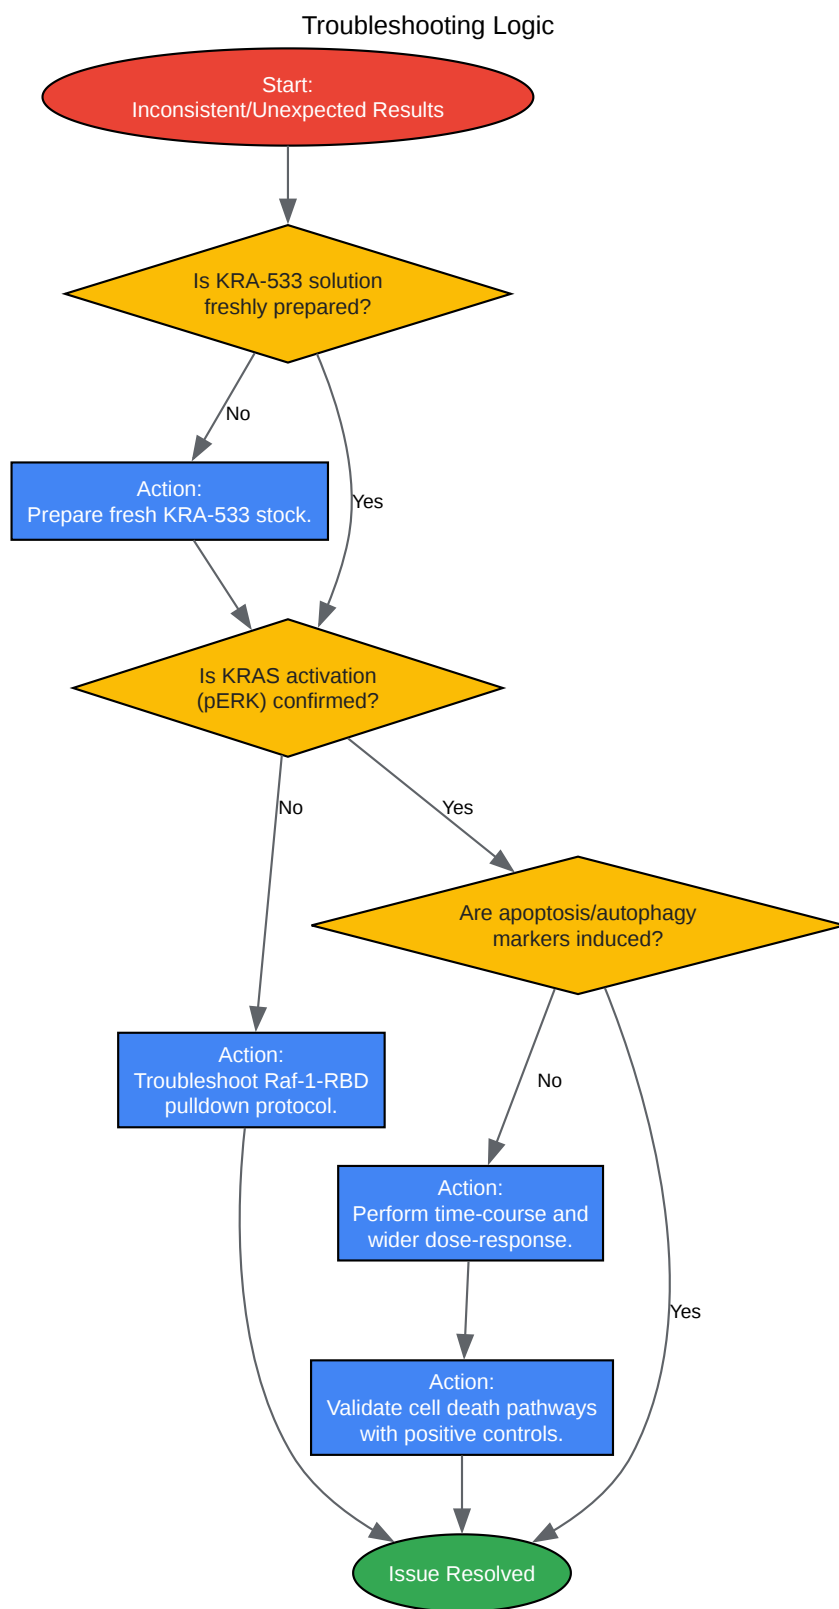 Troubleshooting Logic
Start:
Inconsistent/Unexpected Results
Is KRA-533 solution
freshly prepared?
No
Yes
Action:
Prepare fresh KRA-533 stock.
Is KRAS activation
(pERK) confirmed?
No
Yes
Are apoptosis/autophagy
markers induced?
Action:
Troubleshoot Raf-1-RBD
pulldown protocol.
No
Action:
Perform time-course and
wider dose-response.
Yes
Action:
Validate cell death pathways
with positive controls.
Issue Resolved